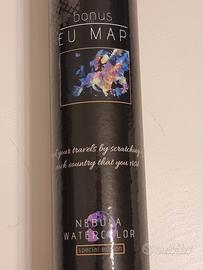 bonus
EU MAP
your travels by scratching
each country that you visit
NEBULA
WATERCOLOR
special edition